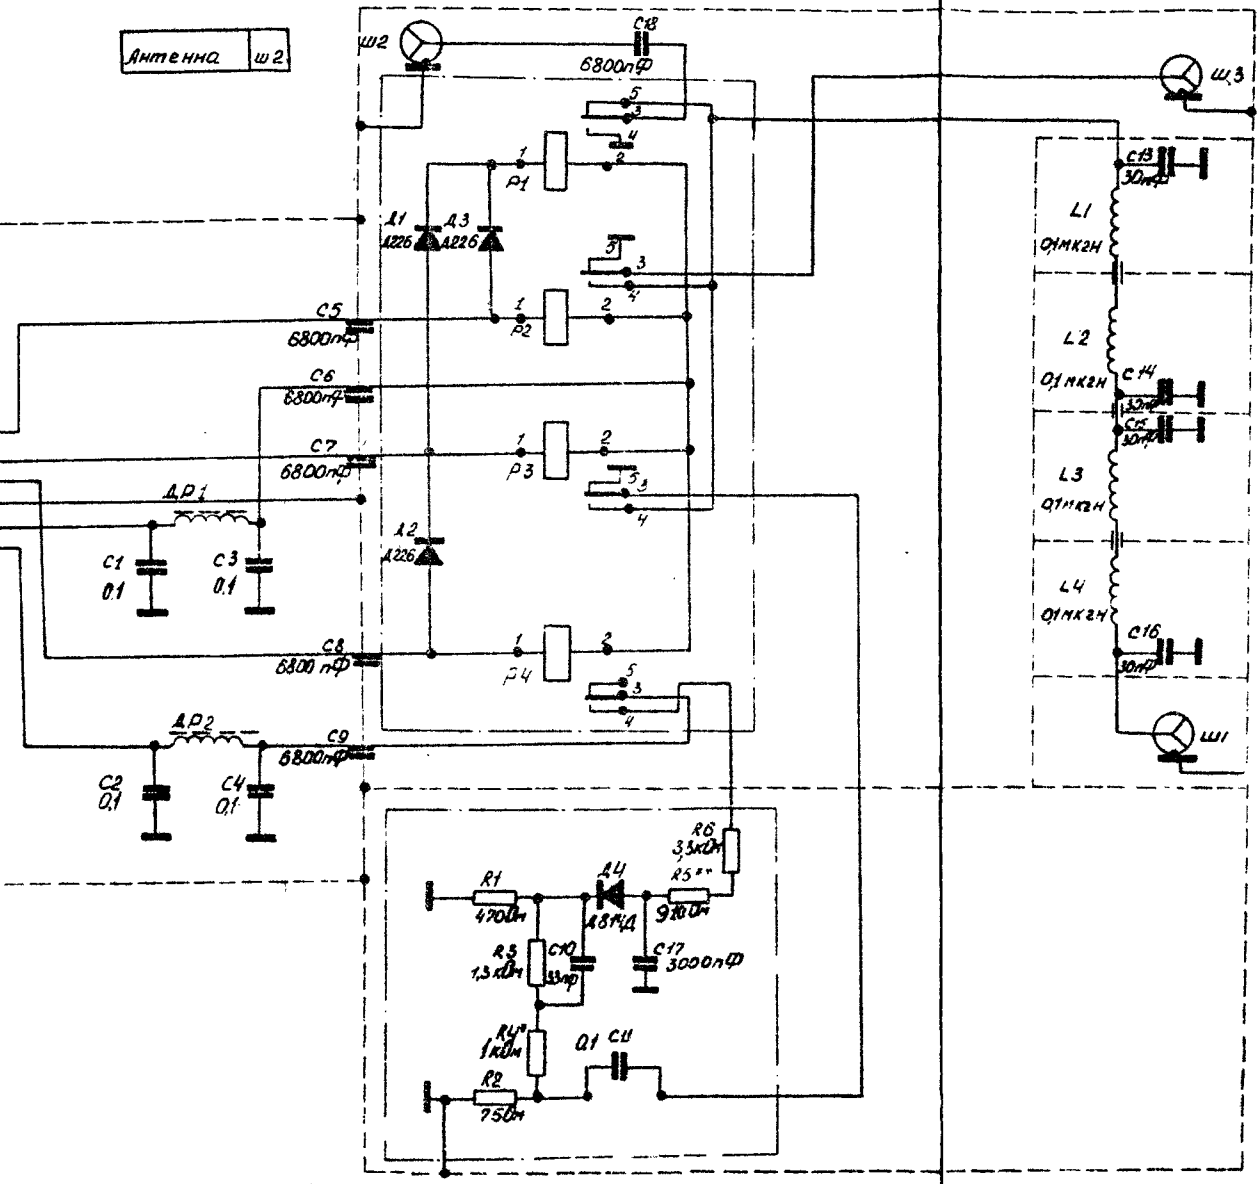 Антенна ш2
ш2
С18
6800пФ
Ш3
5
3
4
1
2
Р1
Д1
Д226
Д3
Д226
5
3
4
С13
30пФ
L1
0,1мкгн
С5
6800пФ
1
2
Р2
L2
0,1мкгн
С14
30пФ
С6
6800пФ
С15
30пФ
С7
6800пФ
1
2
Р3
5
3
4
L3
0,1мкгн
ДР1
С1
0,1
С3
0,1
Д2
Д226
L4
0,1мкгн
С8
6800пФ
1
2
Р4
С16
30пФ
5
3
4
ДР2
С9
6800пФ
Ш1
С2
0,1
С4
0,1
R6
3,3кОм
R1
470Ом
Д4
Д814Д
R5**
910Ом
R3
1,3кОм
С10
33пФ
С17
3000пФ
R4*
1кОм
0,1 С11
R2
75Ом